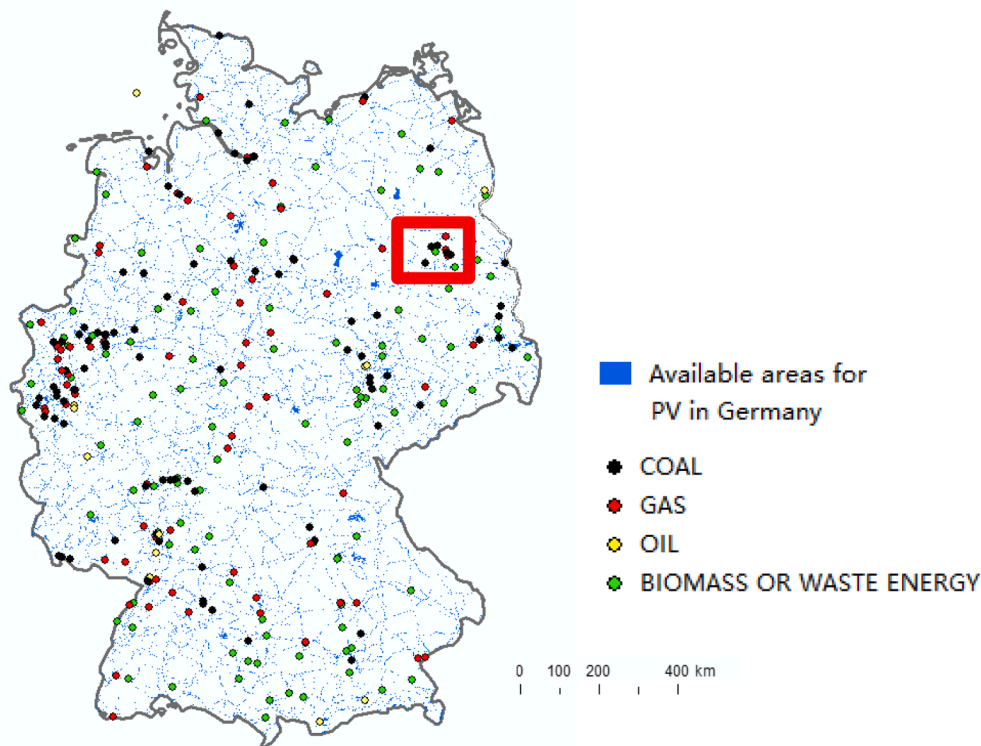 Available areas for
PV in Germany
COAL
GAS
OIL
BIOMASS OR WASTE ENERGY
0 100 200 400 km